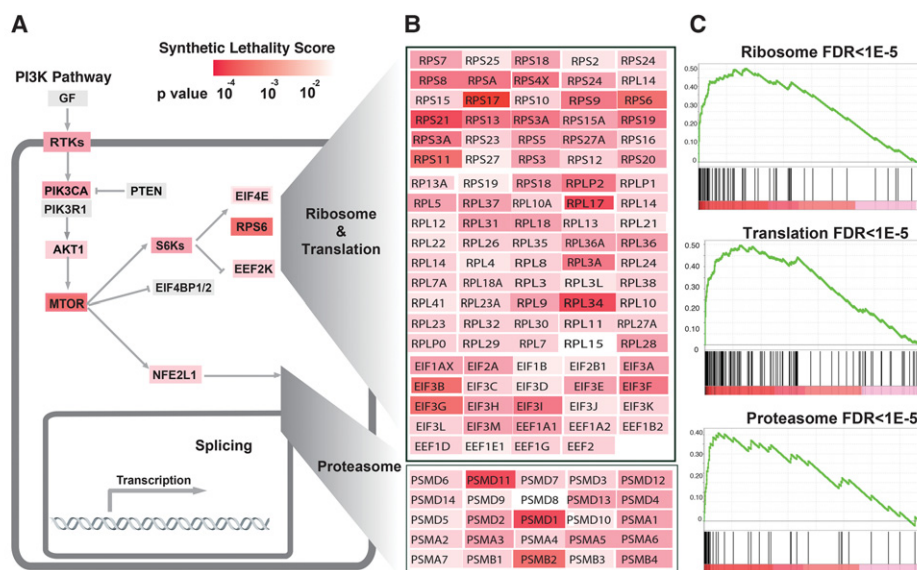 A
Synthetic Lethality Score
p value 10-4 10-3 10-2
PI3K Pathway
GF
RTKs
PIK3CA
PTEN
PIK3R1
AKT1
MTOR
S6Ks
EIF4E
RPS6
EEF2K
EIF4BP1/2
NFE2L1
Ribosome
&
Translation
Proteasome
Splicing
Transcription
B
RPS7 RPS25 RPS18 RPS2 RPS24
RPS8 RPSA RPS4X RPS24 RPL14
RPS15 RPS17 RPS10 RPS9 RPS6
RPS21 RPS13 RPS3A RPS15A RPS19
RPS3A RPS23 RPS5 RPS27A RPS16
RPS11 RPS27 RPS3 RPS12 RPS20
RP13A RPS19 RPS18 RPLP2 RPLP1
RPL5 RPL37 RPL10A RPL17 RPL14
RPL12 RPL31 RPL18 RPL13 RPL21
RPL22 RPL26 RPL35 RPL36A RPL36
RPL14 RPL4 RPL8 RPL3A RPL24
RPL7A RPL18A RPL3 RPL3L RPL38
RPL41 RPL23A RPL9 RPL34 RPL10
RPL23 RPL32 RPL30 RPL11 RPL27A
RPLP0 RPL29 RPL7 RPL15 RPL28
EIF1AX EIF2A EIF1B EIF2B1 EIF3A
EIF3B EIF3C EIF3D EIF3E EIF3F
EIF3G EIF3H EIF3I EIF3J EIF3K
EIF3L EIF3M EEF1A1 EEF1A2 EEF1B2
EEF1D EEF1E1 EEF1G EEF2
PSMD6 PSMD11 PSMD7 PSMD3 PSMD12
PSMD14 PSMD9 PSMD8 PSMD13 PSMD4
PSMD5 PSMD2 PSMD1 PSMD10 PSMA1
PSMA2 PSMA3 PSMA4 PSMA5 PSMA6
PSMA7 PSMB1 PSMB2 PSMB3 PSMB4
C
Ribosome FDR<1E-5
0.50
0.40
0.30
0.20
0.10
0
Translation FDR<1E-5
0.50
0.40
0.30
0.20
0.10
0
Proteasome FDR<1E-5
0.40
0.30
0.20
0.10
0